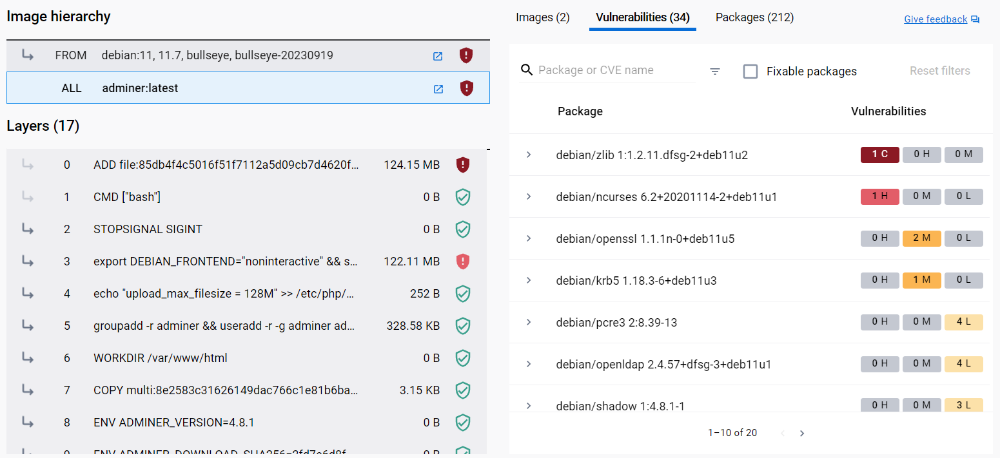 Image hierarchy
FROM debian:11, 11.7, bullseye, bullseye-20230919
ALL adminer:latest
Layers (17)
0 ADD file:85db4f4c5016f51f7112a5d09cb7d4620f... 124.15 MB
1 CMD ["bash"] 0 B
2 STOPSIGNAL SIGINT 0 B
3 export DEBIAN_FRONTEND="noninteractive" && s... 122.11 MB
4 echo "upload_max_filesize = 128M" >> /etc/php/... 252 B
5 groupadd -r adminer && useradd -r -g adminer ad... 328.58 KB
6 WORKDIR /var/www/html 0 B
7 COPY multi:8e2583c31626149dac766c1e81b6ba... 3.15 KB
8 ENV ADMINER_VERSION=4.8.1 0 B
Images (2) Vulnerabilities (34) Packages (212) Give feedback
Package or CVE name Fixable packages Reset filters
Package Vulnerabilities
debian/zlib 1:1.2.11.dfsg-2+deb11u2 1 C 0 H 0 M
debian/ncurses 6.2+20201114-2+deb11u1 1 H 0 M 0 L
debian/openssl 1.1.1n-0+deb11u5 0 H 2 M 0 L
debian/krb5 1.18.3-6+deb11u3 0 H 1 M 0 L
debian/pcre3 2:8.39-13 0 H 0 M 4 L
debian/openldap 2.4.57+dfsg-3+deb11u1 0 H 0 M 4 L
debian/shadow 1:4.8.1-1 0 H 0 M 3 L
1–10 of 20